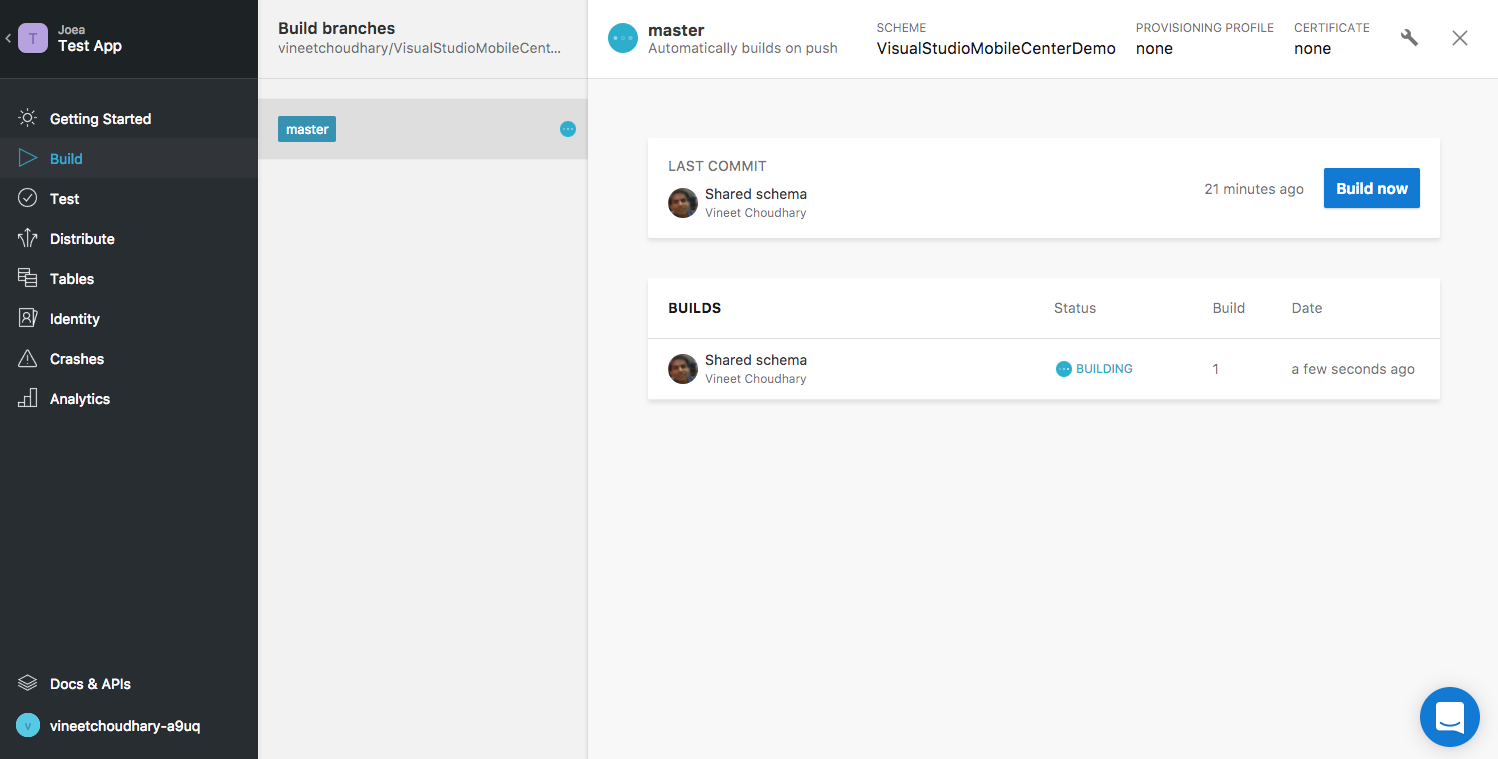 T
Joea
Test App
Getting Started
Build
Test
Distribute
Tables
Identity
Crashes
Analytics
Docs & APIs
v
vineetchoudhary-a9uq
Build branches
vineetchoudhary/VisualStudioMobileCent...
master
master
Automatically builds on push
SCHEME
VisualStudioMobileCenterDemo
PROVISIONING PROFILE
none
CERTIFICATE
none
LAST COMMIT
Shared schema
Vineet Choudhary
21 minutes ago
Build now
BUILDS Status Build Date
Shared schema
Vineet Choudhary
BUILDING 1 a few seconds ago